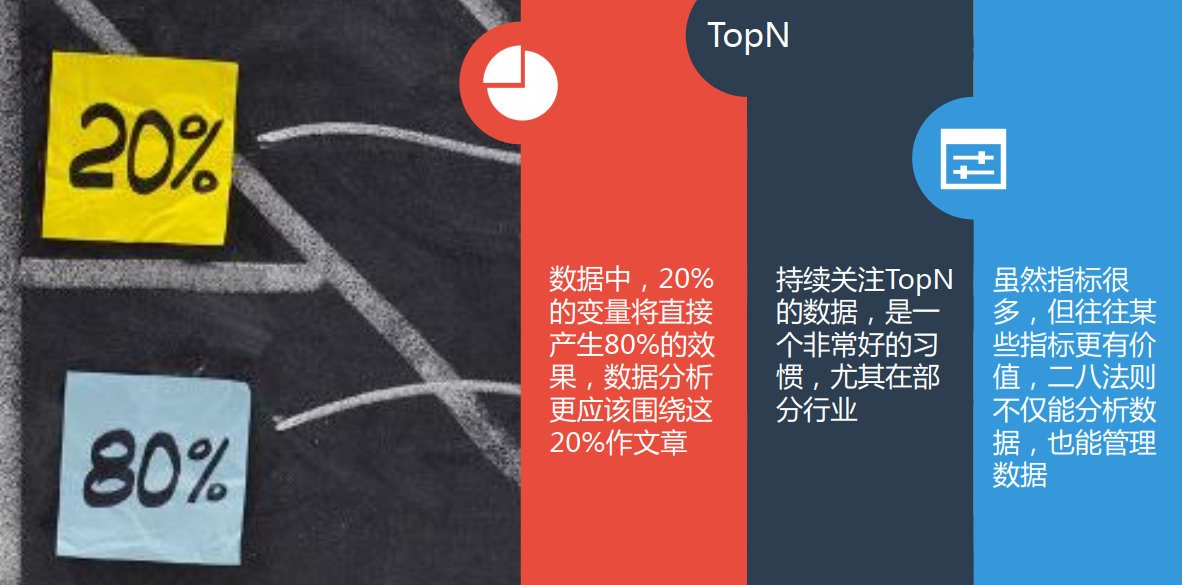 20%
80%
数据中，20%
的变量将直接
产生80%的效
果，数据分析
更应该围绕这
20%作文章
TopN
持续关注TopN
的数据，是一
个非常好的习
惯，尤其在部
分行业
虽然指标很
多，但往往某
些指标更有价
值，二八法则
不仅能分析数
据，也能管理
数据